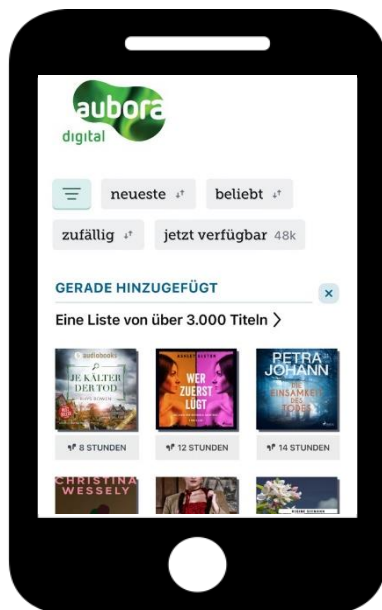 aubora
digital
neueste
beliebt
zufällig
jetzt verfügbar 48k
GERADE HINZUGEFÜGT
Eine Liste von über 3.000 Titeln >
audiobooks
JE KÄLTER
DER TOD
WER
ZUERST
LÜGT
PETRA
JOHANN
DIE
EINSAMKEIT
DES
TODES
8 STUNDEN
12 STUNDEN
14 STUNDEN
CHRISTINA
WESSELY